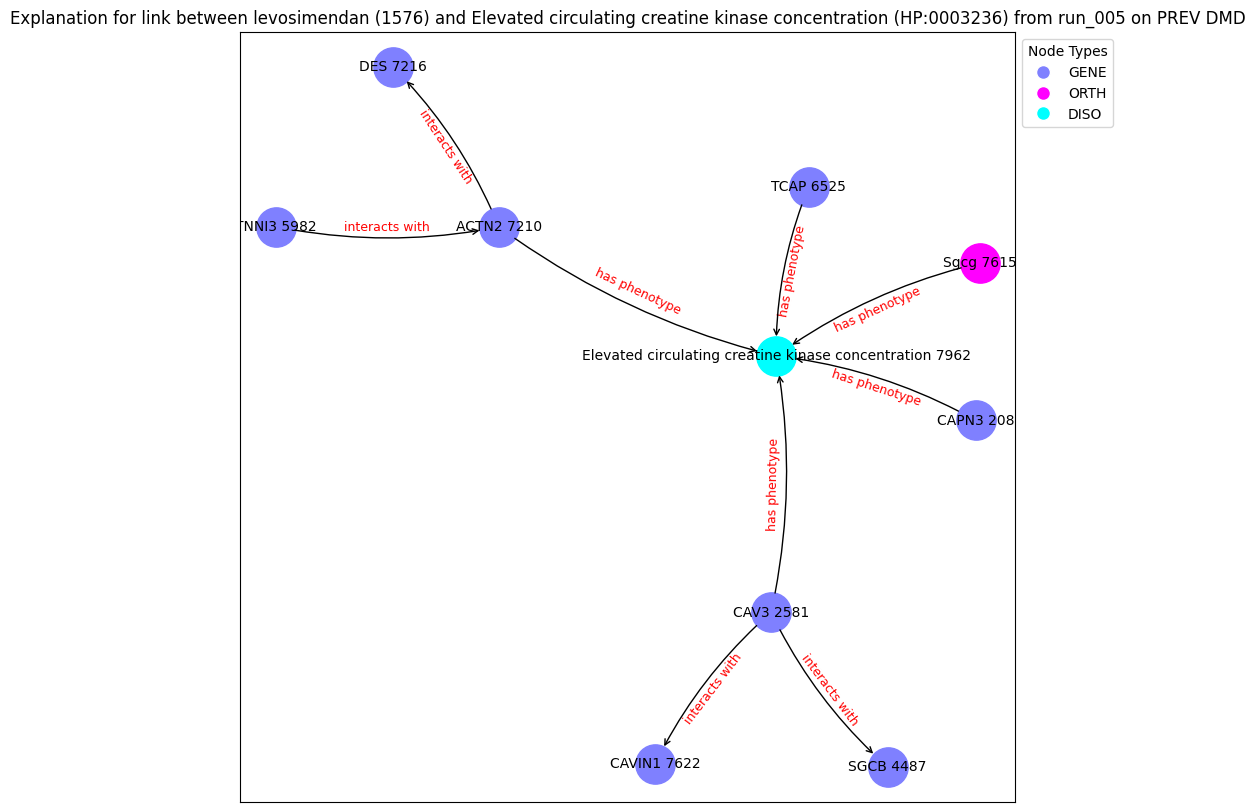 Explanation for link between levosimendan (1576) and Elevated circulating creatine kinase concentration (HP:0003236) from run_005 on PREV DMD
Node Types
GENE
ORTH
DISO
DES 7216
interacts with
TCAP 6525
TNNI3 5982
interacts with
ACTN2 7210
has phenotype
has phenotype
Sgcg 7615
has phenotype
Elevated circulating creatine kinase concentration 7962
has phenotype
CAPN3 208
has phenotype
CAV3 2581
interacts with
interacts with
CAVIN1 7622
SGCB 4487